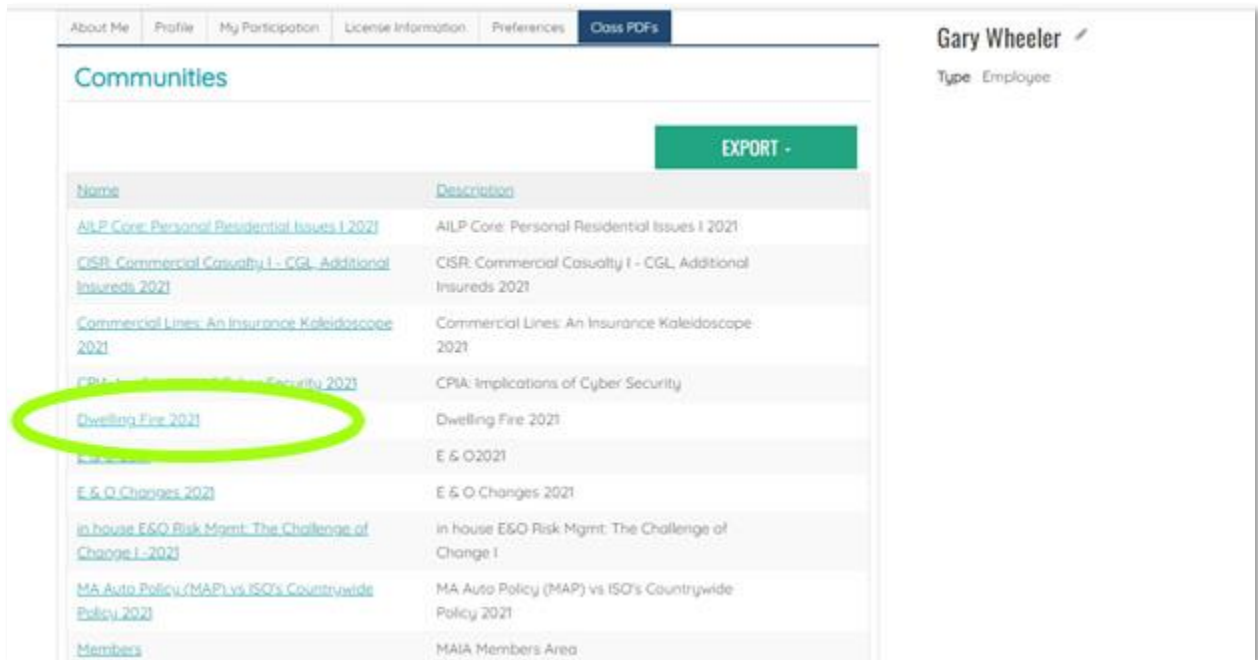 About Me Profile My Participation License Information Preferences Class PDFs
Gary Wheeler
Type Employee
Communities
EXPORT -
Name Description
AILP Core: Personal Residential Issues I 2021 AILP Core: Personal Residential Issues I 2021
CISR: Commercial Casualty I - CGL, Additional CISR: Commercial Casualty I - CGL, Additional
Insureds 2021 Insureds 2021
Commercial Lines: An Insurance Kaleidoscope Commercial Lines: An Insurance Kaleidoscope
2021 2021
Security 2021 CPIA: Implications of Cyber Security
Dwelling Fire 2021 Dwelling Fire 2021
E & O2021
E & O Changes 2021 E & O Changes 2021
in house E&O Risk Mgmt: The Challenge of in house E&O Risk Mgmt: The Challenge of
Change I -2021 Change I
MA Auto Policy (MAP) vs ISO's Countrywide MA Auto Policy (MAP) vs ISO's Countrywide
Policy 2021 Policy 2021
Members MAIA Members Area